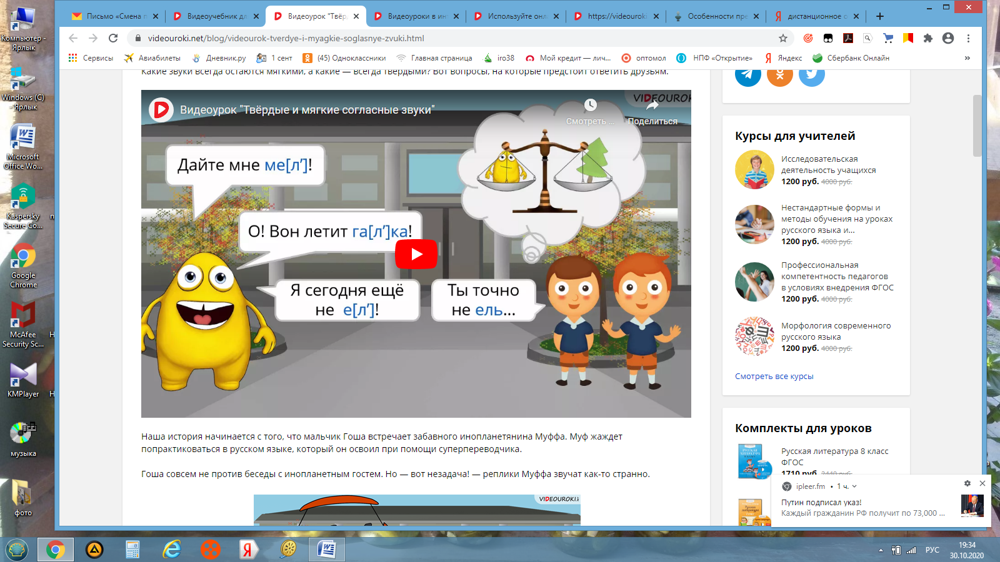 Письмо «Смена п
Видеоучебник дл
Видеоурок "Твёрд
Видеоуроки в ин
Используйте онл
https://videouroki
Особенности пре
дистанционное о
videouroki.net/blog/videourok-tverdye-i-myagkie-soglasnye-zvuki.html
Сервисы
Авиабилеты
Дневник.ру
1 сент
(45) Одноклассники
Главная страница
iro38
Мой кредит — лич...
оптомол
НПФ «Открытие»
Яндекс
Сбербанк Онлайн
»
Компьютер -
Ярлык
Windows (C)
- Ярлык
Microsoft
Office Wo...
Kaspersky
Secure Co...
Google
Chrome
McAfee
Security Sc...
KMPlayer
музыка
фото
Какие звуки всегда остаются мягкими, а какие — всегда твёрдыми? Вот вопросы, на которые предстоит ответить друзьям.
Видеоурок "Твёрдые и мягкие согласные звуки"
Смотреть ...
Поделиться
VIDEOUROKI
Дайте мне ме[л’]!
О! Вон летит га[л’]ка!
Я сегодня ещё
не е[л’]!
Ты точно
не ель...
Наша история начинается с того, что мальчик Гоша встречает забавного инопланетянина Муффа. Муф жаждет
попрактиковаться в русском языке, который он освоил при помощи суперпереводчика.
Гоша совсем не против беседы с инопланетным гостем. Но — вот незадача! — реплики Муффа звучат как-то странно.
VIDEOUROKI
Курсы для учителей
Исследовательская
деятельность учащихся
1200 руб. 4000 руб.
Нестандартные формы и
методы обучения на уроках
русского языка и...
1200 руб. 4000 руб.
Профессиональная
компетентность педагогов
в условиях внедрения ФГОС
1200 руб. 4000 руб.
Морфология современного
русского языка
1200 руб. 4000 руб.
Смотреть все курсы
Комплекты для уроков
Русская литература 8 класс
ФГОС
1710 руб. 2440 руб.
ipleer.fm • 1 ч.
Путин подписал указ!
Каждый гражданин РФ получит по 73,000 ...
РУС
19:34
30.10.2020